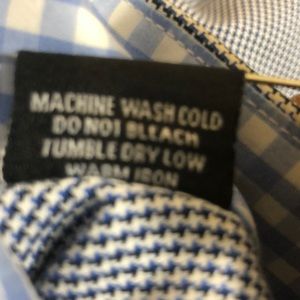 MACHINE WASH COLD
DO NOT BLEACH
TUMBLE DRY LOW
WARM IRON